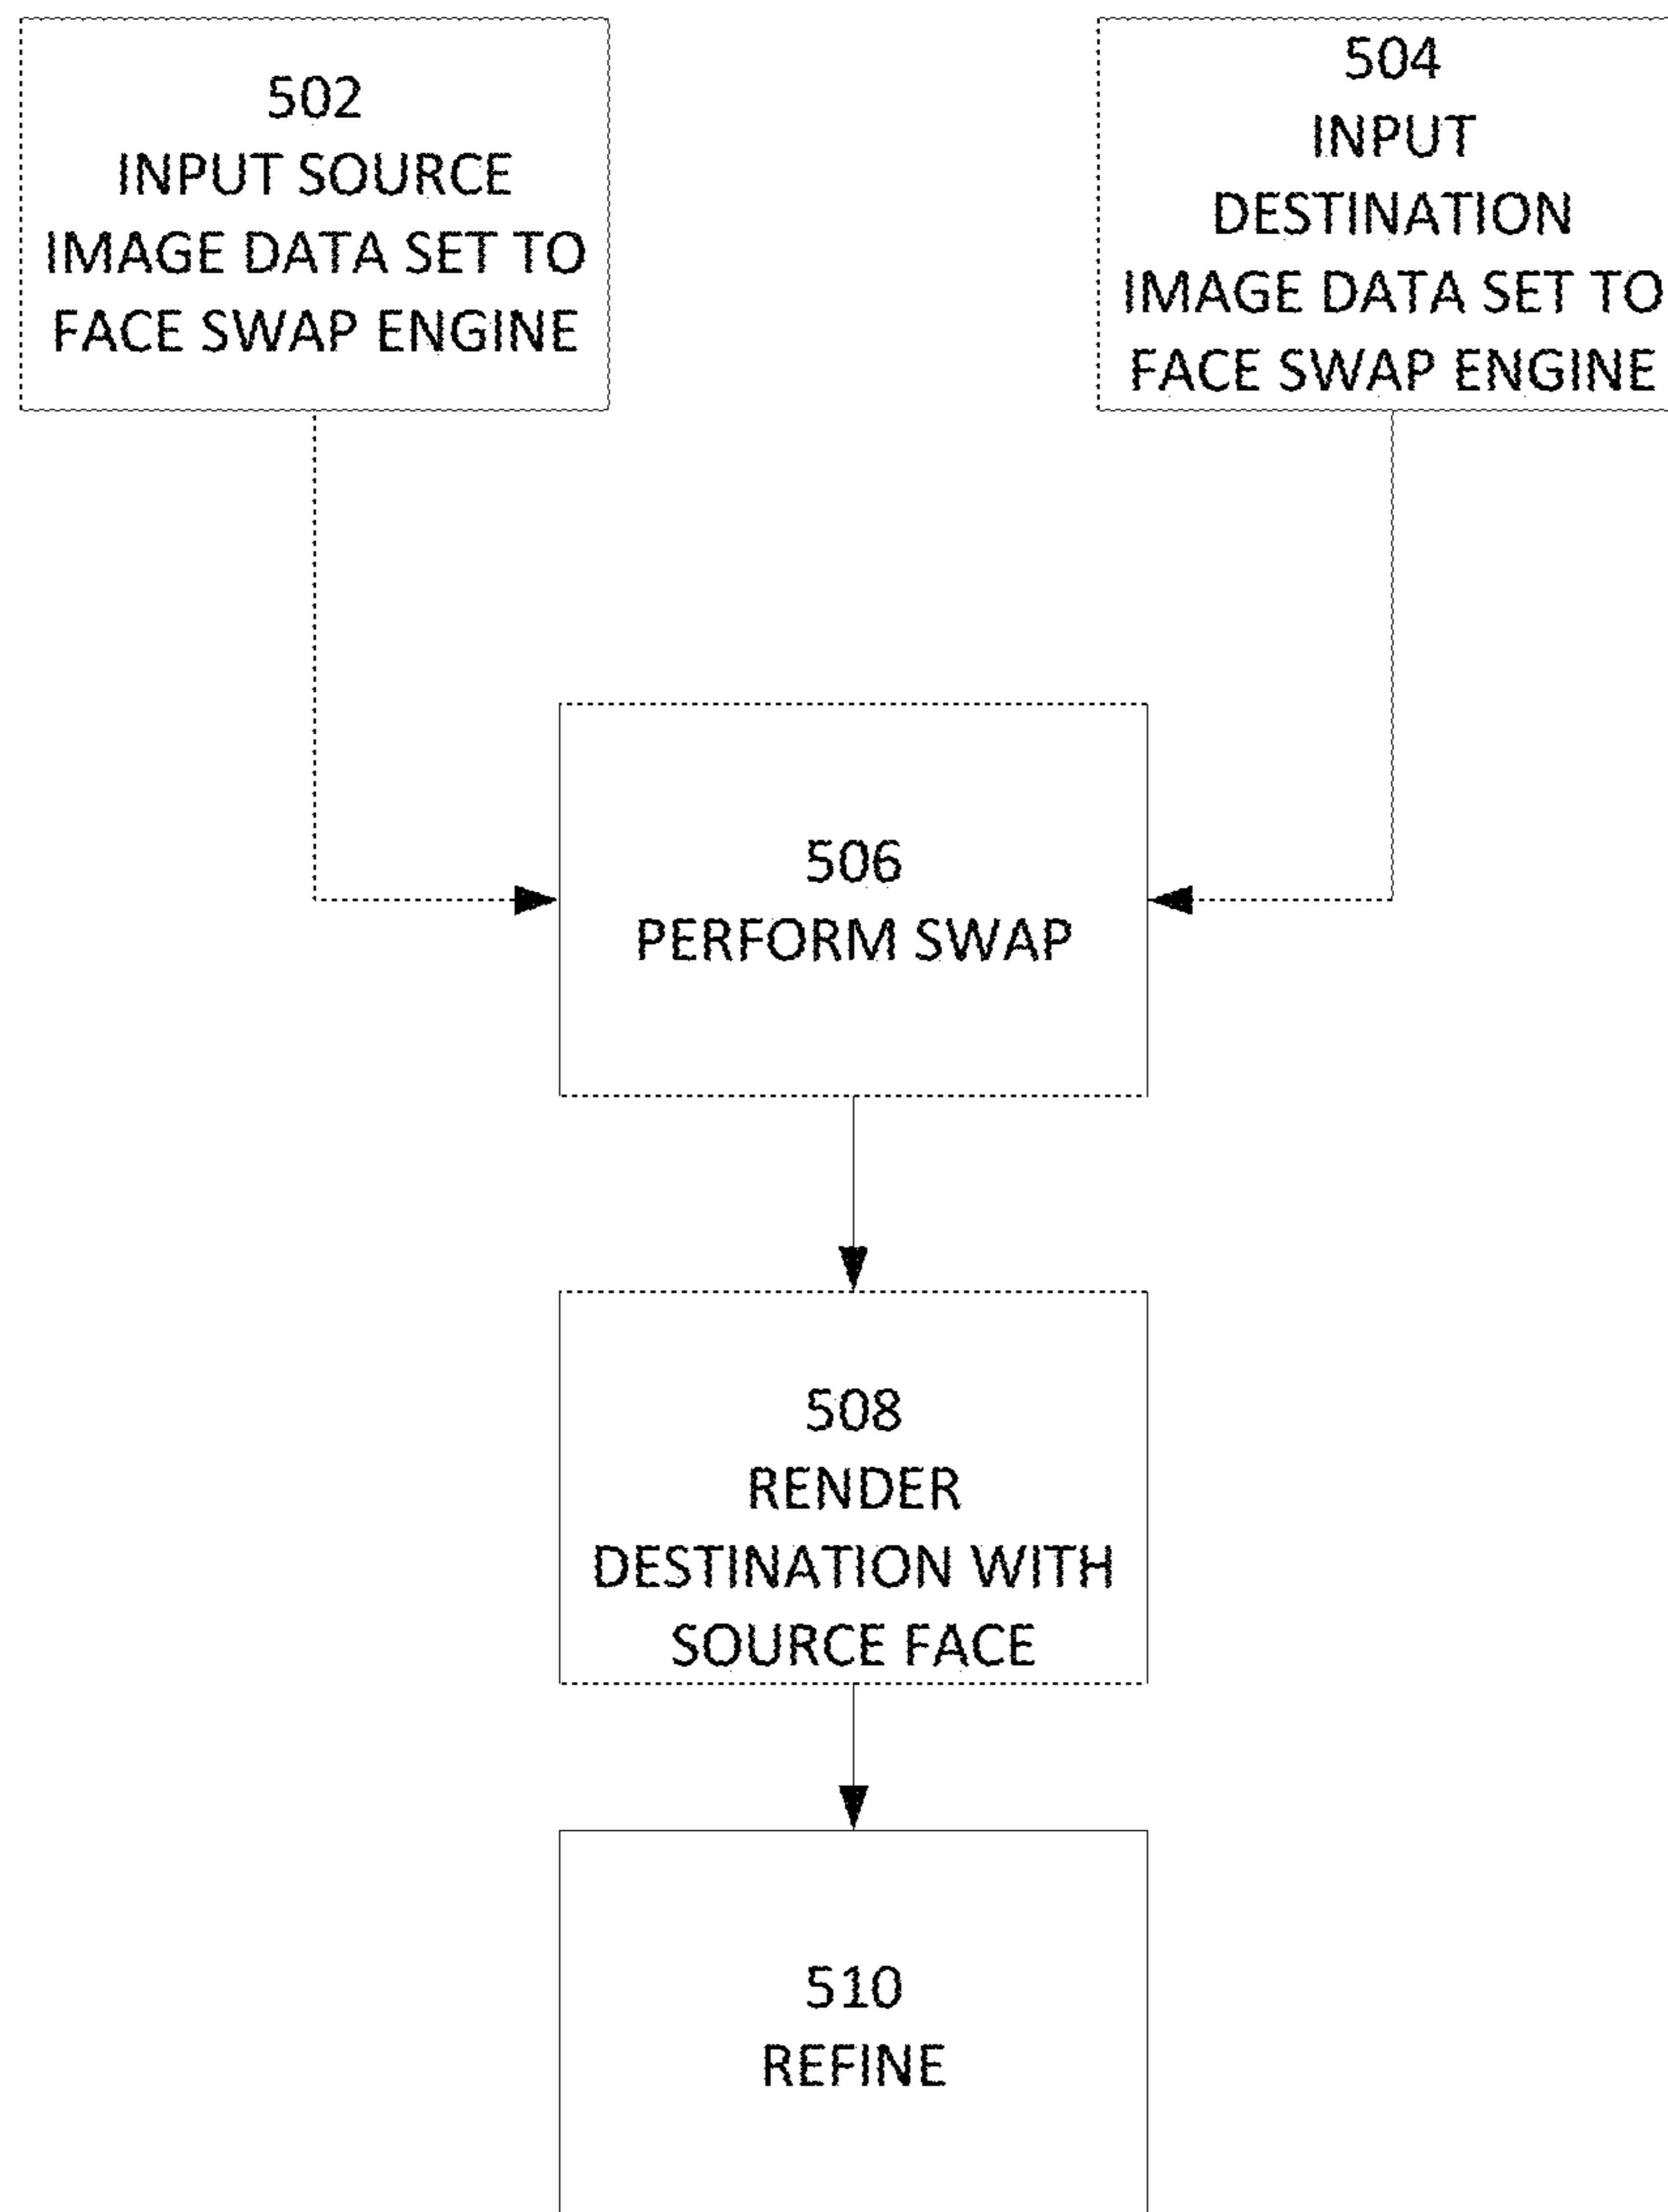 502
INPUT SOURCE
IMAGE DATA SET TO
FACE SWAP ENGINE
504
INPUT
DESTINATION
IMAGE DATA SET TO
FACE SWAP ENGINE
506
PERFORM SWAP
508
RENDER
DESTINATION WITH
SOURCE FACE
510
REFINE